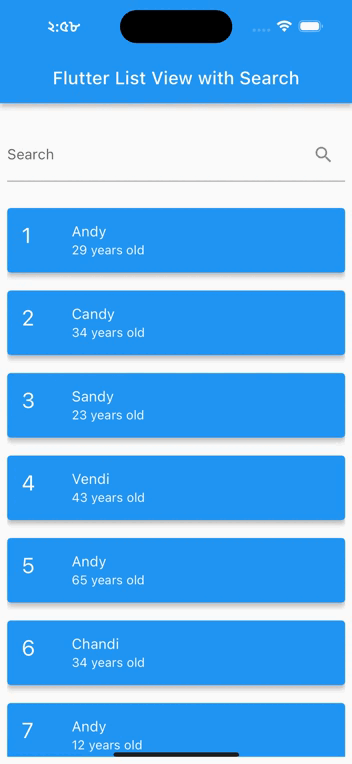 ২:৫৮
Flutter List View with Search
Search
1
Andy
29 years old
2
Candy
34 years old
3
Sandy
23 years old
4
Vendi
43 years old
5
Andy
65 years old
6
Chandi
34 years old
7
Andy
12 years old